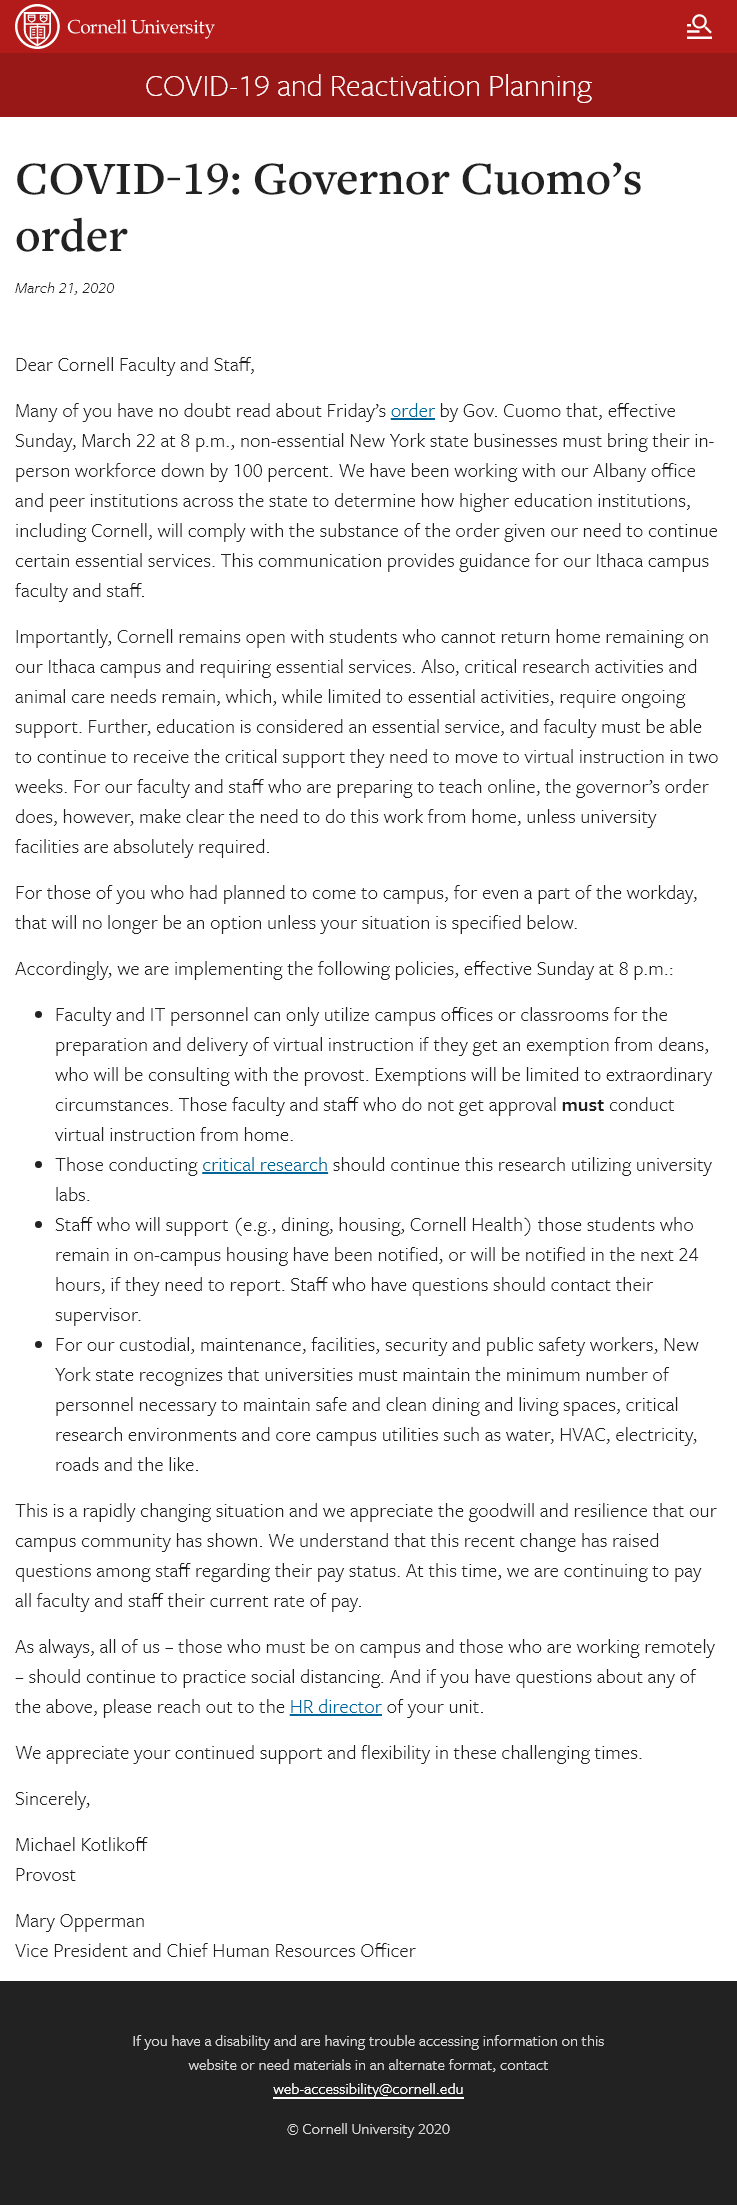 Cornell University
COVID-19 and Reactivation Planning
COVID-19: Governor Cuomo’s
order
March 21, 2020
Dear Cornell Faculty and Staff,
Many of you have no doubt read about Friday’s order by Gov. Cuomo that, effective
Sunday, March 22 at 8 p.m., non-essential New York state businesses must bring their in-
person workforce down by 100 percent. We have been working with our Albany office
and peer institutions across the state to determine how higher education institutions,
including Cornell, will comply with the substance of the order given our need to continue
certain essential services. This communication provides guidance for our Ithaca campus
faculty and staff.
Importantly, Cornell remains open with students who cannot return home remaining on
our Ithaca campus and requiring essential services. Also, critical research activities and
animal care needs remain, which, while limited to essential activities, require ongoing
support. Further, education is considered an essential service, and faculty must be able
to continue to receive the critical support they need to move to virtual instruction in two
weeks. For our faculty and staff who are preparing to teach online, the governor’s order
does, however, make clear the need to do this work from home, unless university
facilities are absolutely required.
For those of you who had planned to come to campus, for even a part of the workday,
that will no longer be an option unless your situation is specified below.
Accordingly, we are implementing the following policies, effective Sunday at 8 p.m.:
• Faculty and IT personnel can only utilize campus offices or classrooms for the
preparation and delivery of virtual instruction if they get an exemption from deans,
who will be consulting with the provost. Exemptions will be limited to extraordinary
circumstances. Those faculty and staff who do not get approval must conduct
virtual instruction from home.
• Those conducting critical research should continue this research utilizing university
labs.
• Staff who will support (e.g., dining, housing, Cornell Health) those students who
remain in on-campus housing have been notified, or will be notified in the next 24
hours, if they need to report. Staff who have questions should contact their
supervisor.
• For our custodial, maintenance, facilities, security and public safety workers, New
York state recognizes that universities must maintain the minimum number of
personnel necessary to maintain safe and clean dining and living spaces, critical
research environments and core campus utilities such as water, HVAC, electricity,
roads and the like.
This is a rapidly changing situation and we appreciate the goodwill and resilience that our
campus community has shown. We understand that this recent change has raised
questions among staff regarding their pay status. At this time, we are continuing to pay
all faculty and staff their current rate of pay.
As always, all of us – those who must be on campus and those who are working remotely
– should continue to practice social distancing. And if you have questions about any of
the above, please reach out to the HR director of your unit.
We appreciate your continued support and flexibility in these challenging times.
Sincerely,
Michael Kotlikoff
Provost
Mary Opperman
Vice President and Chief Human Resources Officer
If you have a disability and are having trouble accessing information on this
website or need materials in an alternate format, contact
web-accessibility@cornell.edu
© Cornell University 2020